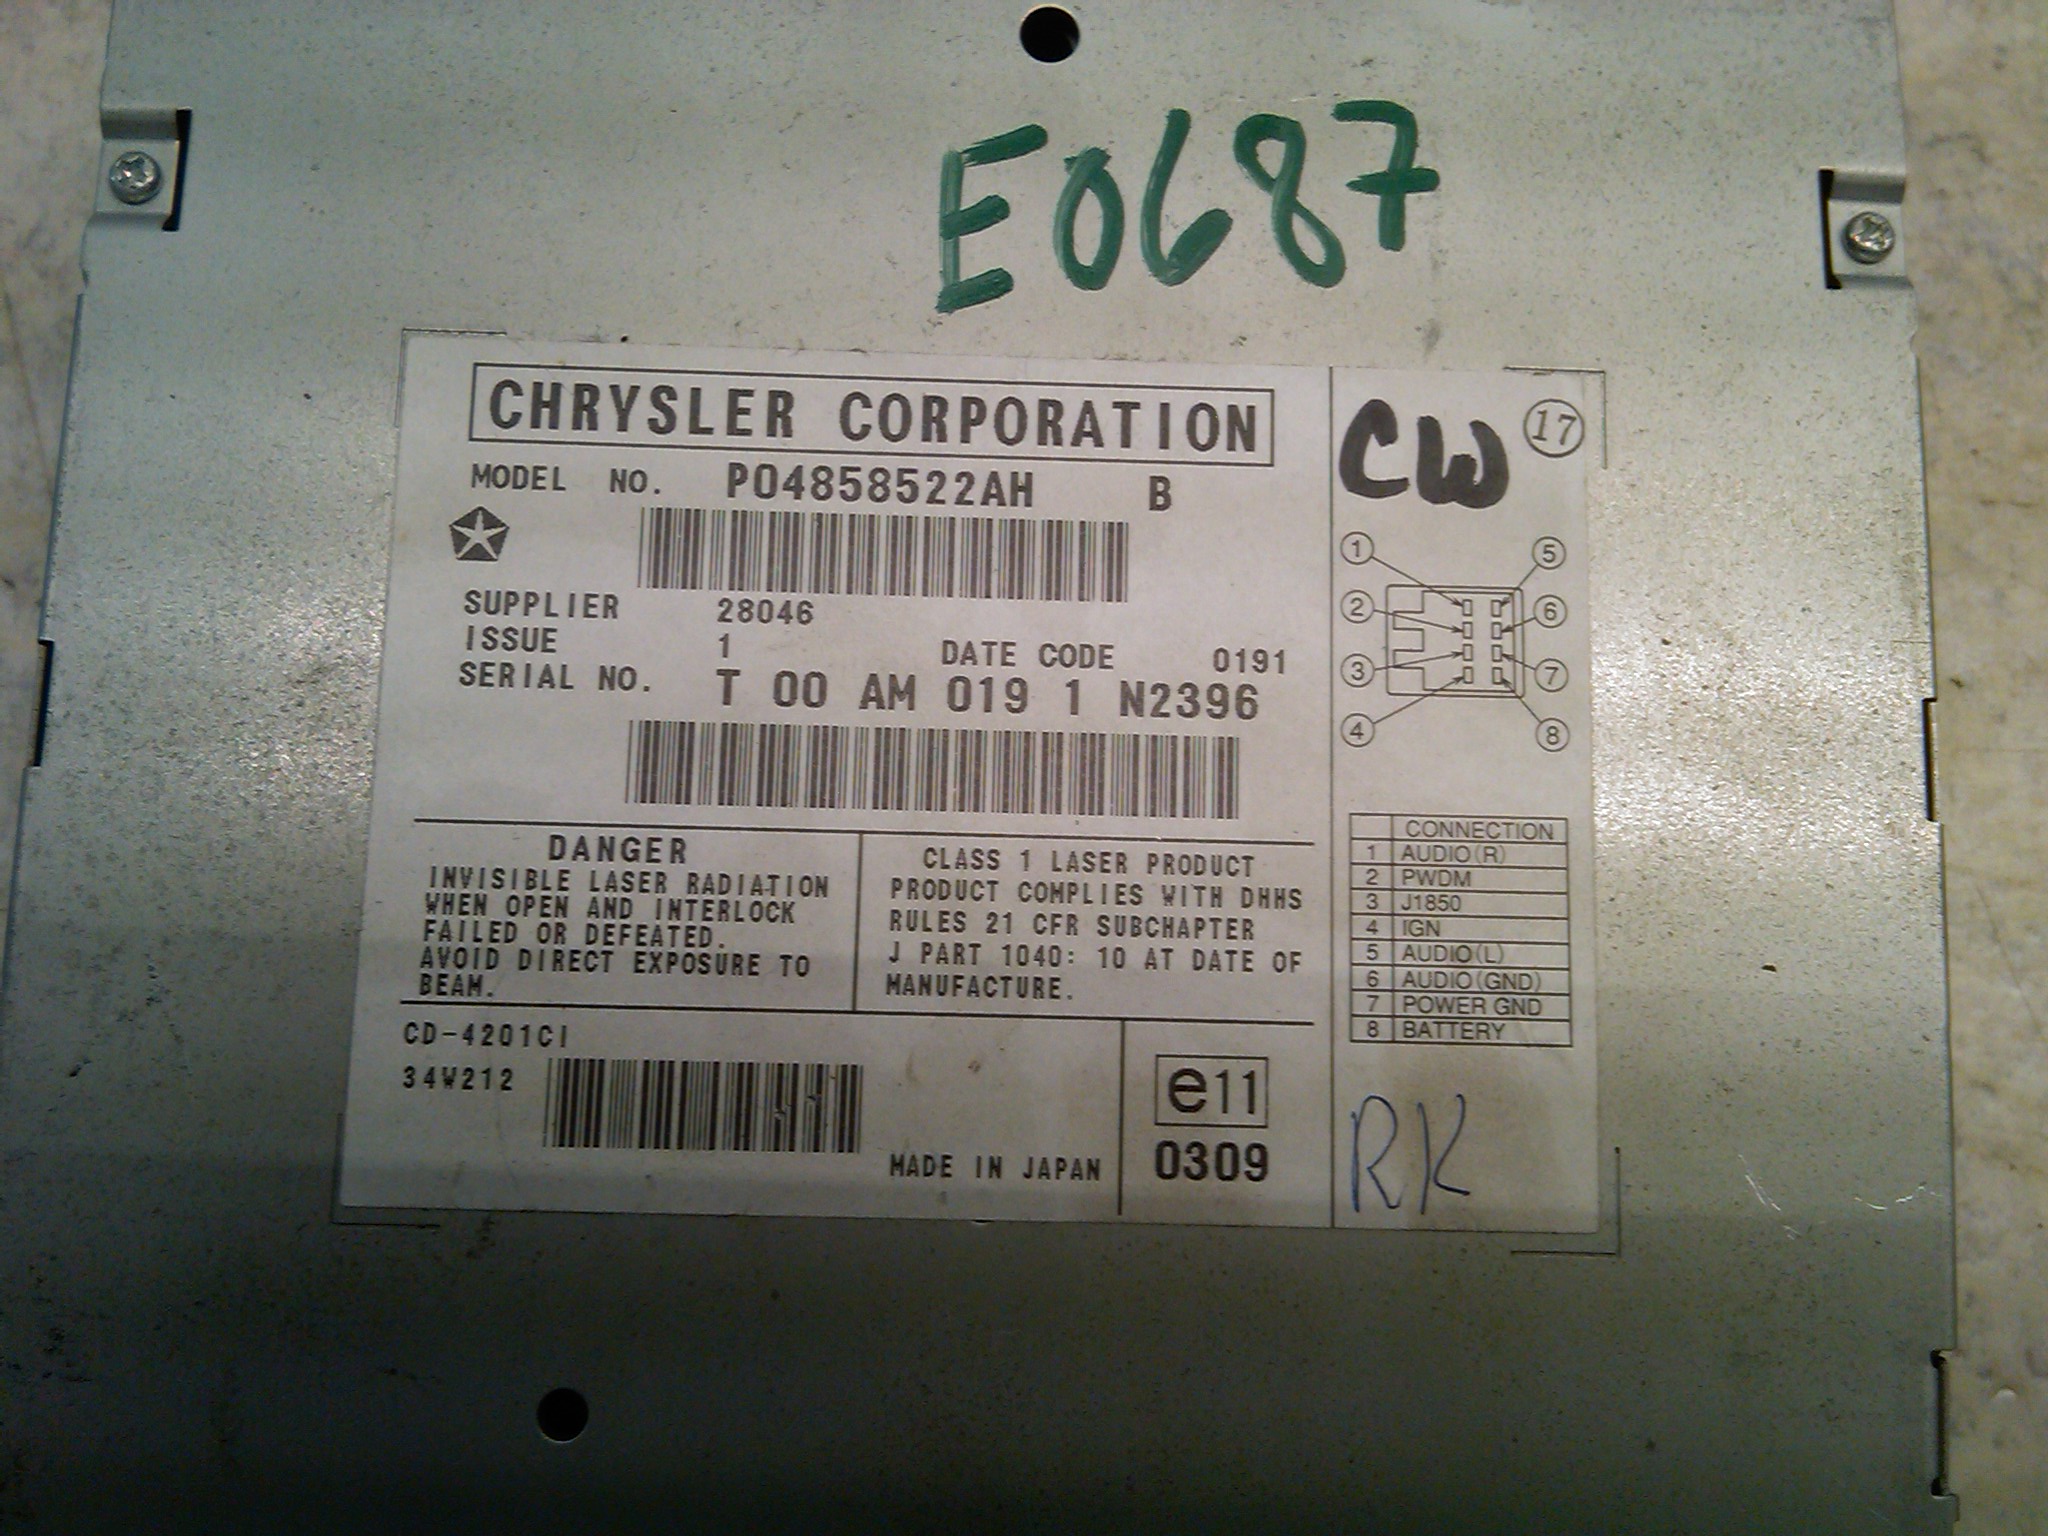 E0687
CHRYSLER CORPORATION
MODEL NO. P04858522AH B
SUPPLIER 28046
ISSUE 1 DATE CODE 0191
SERIAL NO. T 00 AM 019 1 N2396
DANGER
INVISIBLE LASER RADIATION
WHEN OPEN AND INTERLOCK
FAILED OR DEFEATED.
AVOID DIRECT EXPOSURE TO
BEAM.
CLASS 1 LASER PRODUCT
PRODUCT COMPLIES WITH DHHS
RULES 21 CFR SUBCHAPTER
J PART 1040: 10 AT DATE OF
MANUFACTURE.
CD-4201CI
34W212
MADE IN JAPAN
e11
0309
CW 17
1 5
2 6
3 7
4 8
CONNECTION
1 AUDIO(R)
2 PWDM
3 J1850
4 IGN
5 AUDIO(L)
6 AUDIO(GND)
7 POWER GND
8 BATTERY
RK